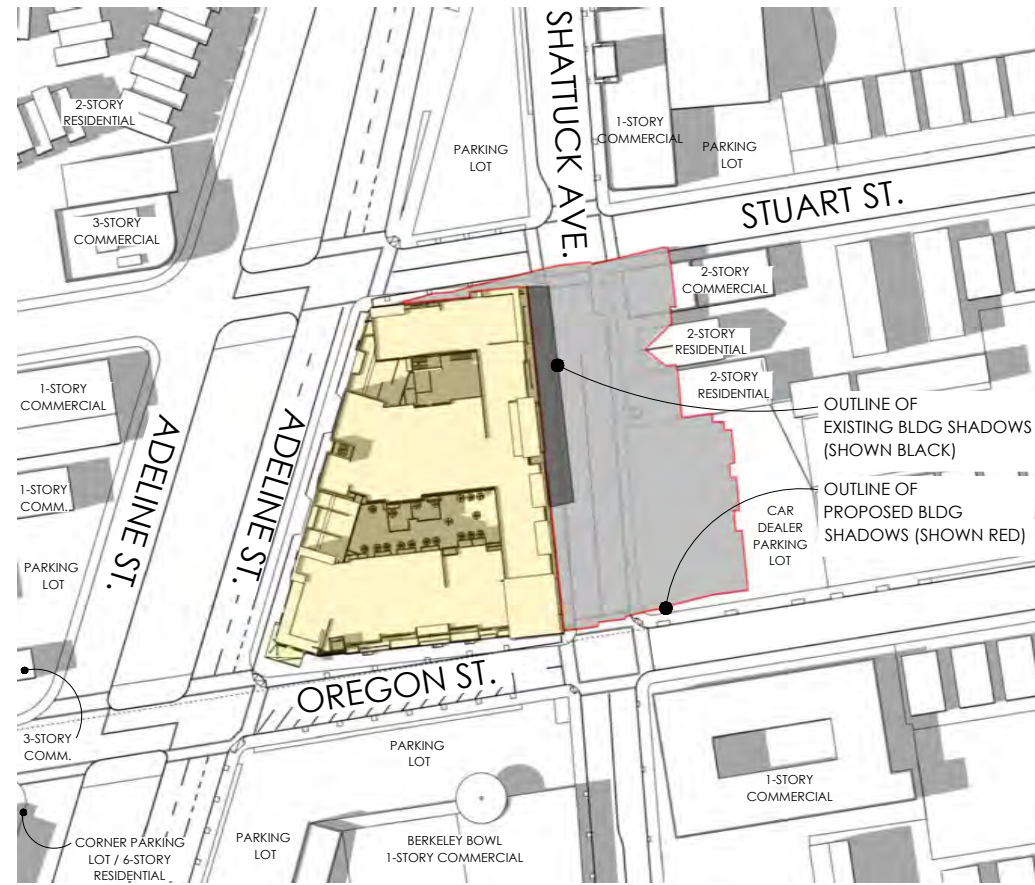 SHATTUCK AVE.
2-STORY
RESIDENTIAL
PARKING
LOT
1-STORY
COMMERCIAL
PARKING
LOT
STUART ST.
3-STORY
COMMERCIAL
2-STORY
COMMERCIAL
2-STORY
RESIDENTIAL
2-STORY
RESIDENTIAL
1-STORY
COMMERCIAL
OUTLINE OF
EXISTING BLDG SHADOWS
(SHOWN BLACK)
ADELINE ST.
ADELINE ST.
1-STORY
COMM.
OUTLINE OF
PROPOSED BLDG
SHADOWS (SHOWN RED)
CAR
DEALER
PARKING
LOT
PARKING
LOT
OREGON ST.
3-STORY
COMM.
PARKING
LOT
1-STORY
COMMERCIAL
CORNER PARKING
LOT / 6-STORY
RESIDENTIAL
PARKING
LOT
BERKELEY BOWL
1-STORY COMMERCIAL